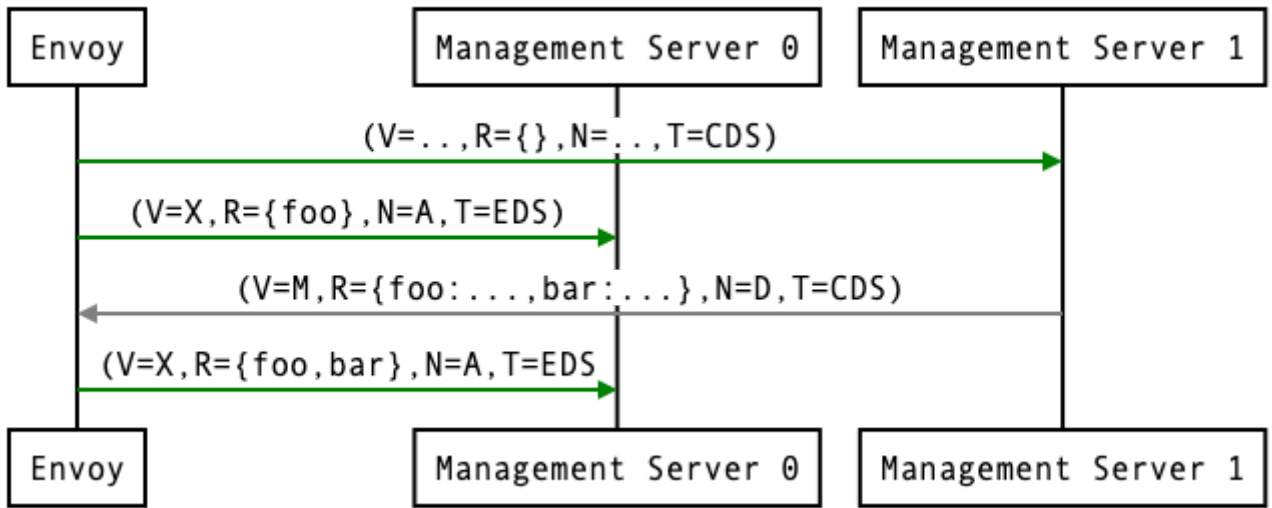 Envoy
Management Server 0
Management Server 1
(V=..,R={},N=..,T=CDS)
(V=X,R={foo},N=A,T=EDS)
(V=M,R={foo:...,bar:...},N=D,T=CDS)
(V=X,R={foo,bar},N=A,T=EDS
Envoy
Management Server 0
Management Server 1